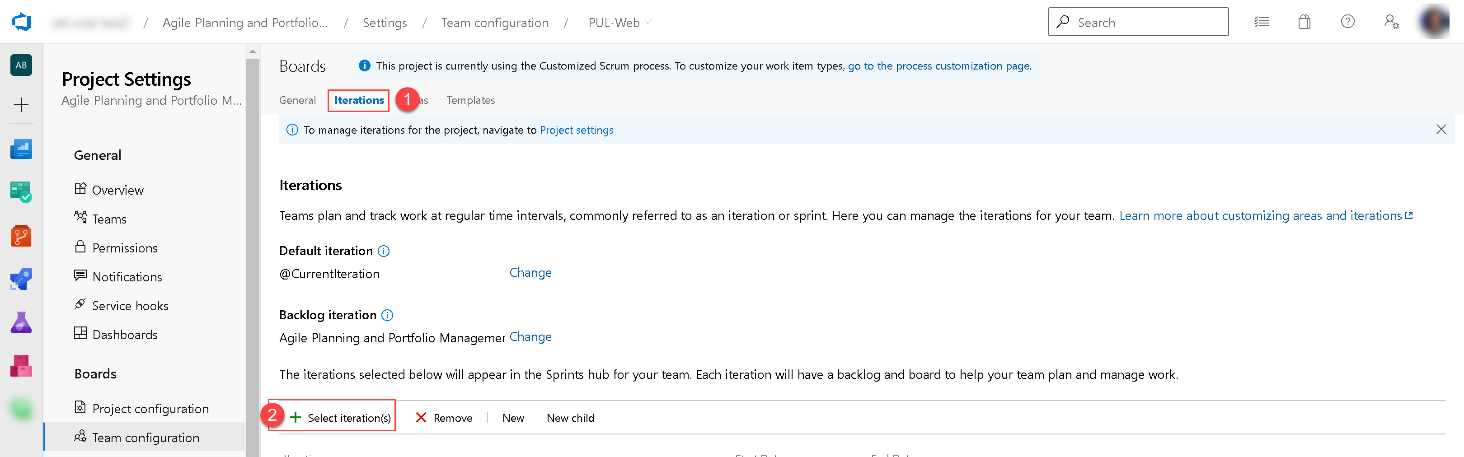 / Agile Planning and Portfolio... / Settings / Team configuration / PUL-Web
Search
AB
Project Settings
Agile Planning and Portfolio M...
General
Overview
Teams
Permissions
Notifications
Service hooks
Dashboards
Boards
Project configuration
Team configuration
Boards
This project is currently using the Customized Scrum process. To customize your work item types, go to the process customization page.
General Iterations 1 as Templates
To manage iterations for the project, navigate to Project settings
Iterations
Teams plan and track work at regular time intervals, commonly referred to as an iteration or sprint. Here you can manage the iterations for your team. Learn more about customizing areas and iterations
Default iteration
@CurrentIteration Change
Backlog iteration
Agile Planning and Portfolio Managemer Change
The iterations selected below will appear in the Sprints hub for your team. Each iteration will have a backlog and board to help your team plan and manage work.
2 + Select iteration(s) Remove New New child